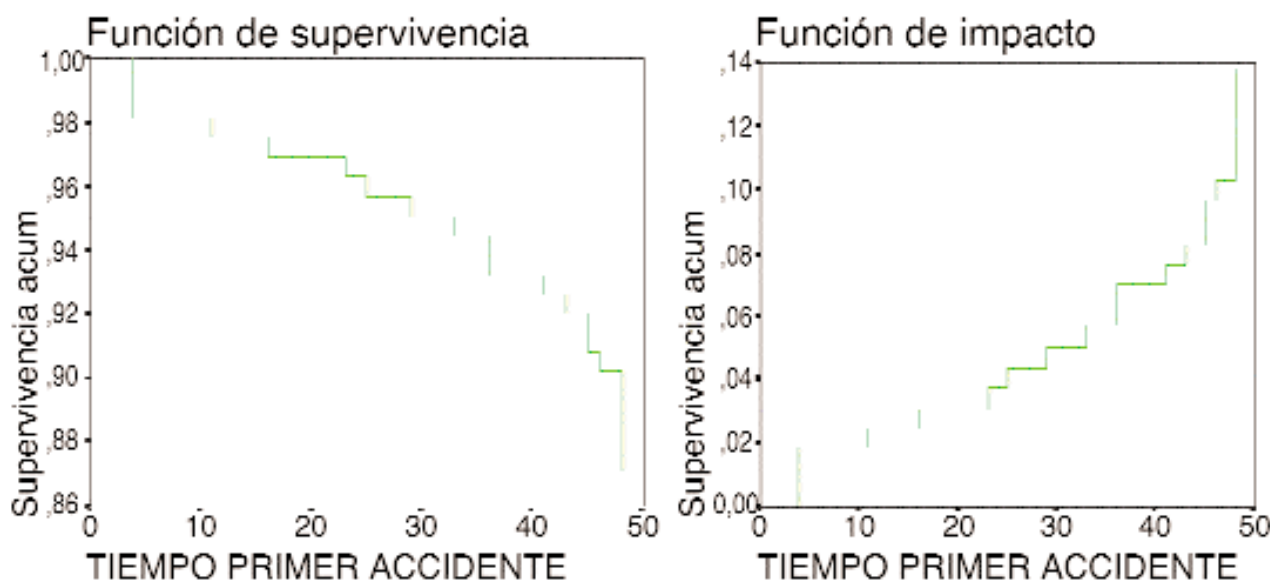 Función de supervivencia
1,00
,98
,96
,94
,92
,90
,88
,86
0 10 20 30 40 50
Supervivencia acum
TIEMPO PRIMER ACCIDENTE
Función de impacto
,14
,12
,10
,08
,06
,04
,02
0,00
0 10 20 30 40 50
Supervivencia acum
TIEMPO PRIMER ACCIDENTE